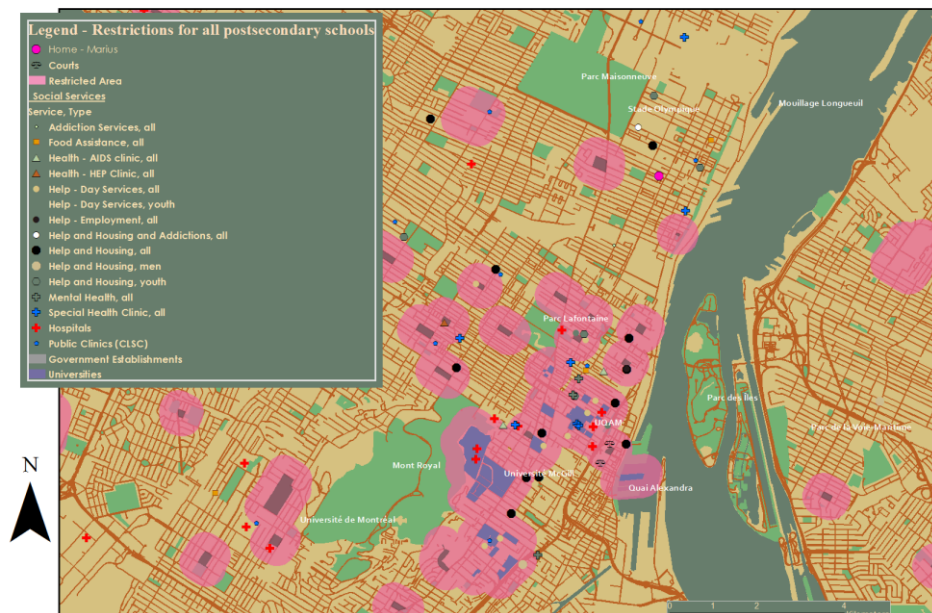 Legend - Restrictions for all postsecondary schools
Home - Marius
Courts
Restricted Area
Social Services
Service, Type
Addiction Services, all
Food Assistance, all
Health - AIDS clinic, all
Health - HEP Clinic, all
Help - Day Services, all
Help - Day Services, youth
Help - Employment, all
Help and Housing and Addictions, all
Help and Housing, all
Help and Housing, men
Help and Housing, youth
Mental Health, all
Special Health Clinic, all
Hospitals
Public Clinics (CLSC)
Government Establishments
Universities
Parc Maisonneuve
Stade Olympique
Mouillage Longueuil
Parc Lafontaine
Parc des Îles
UQAM
Parc de la Voie-Maritime
Mont Royal
Université McGill
Quai Alexandra
Université de Montréal
N
0 1 2 4